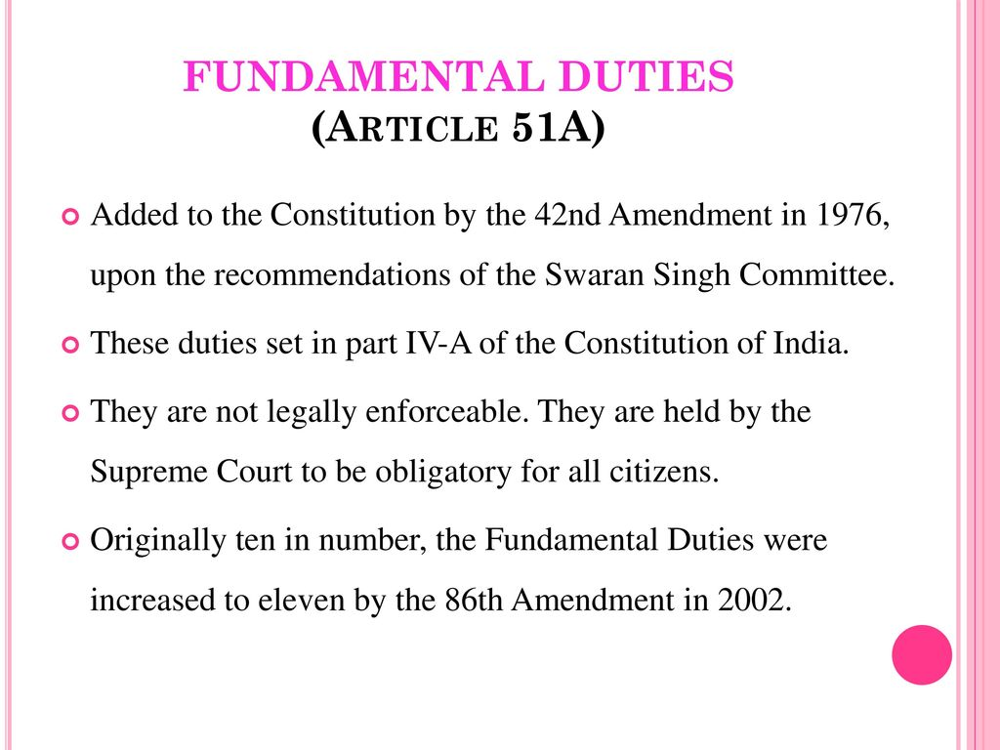 FUNDAMENTAL DUTIES
(ARTICLE 51A)
Added to the Constitution by the 42nd Amendment in 1976,
upon the recommendations of the Swaran Singh Committee.
These duties set in part IV-A of the Constitution of India.
They are not legally enforceable. They are held by the
Supreme Court to be obligatory for all citizens.
Originally ten in number, the Fundamental Duties were
increased to eleven by the 86th Amendment in 2002.